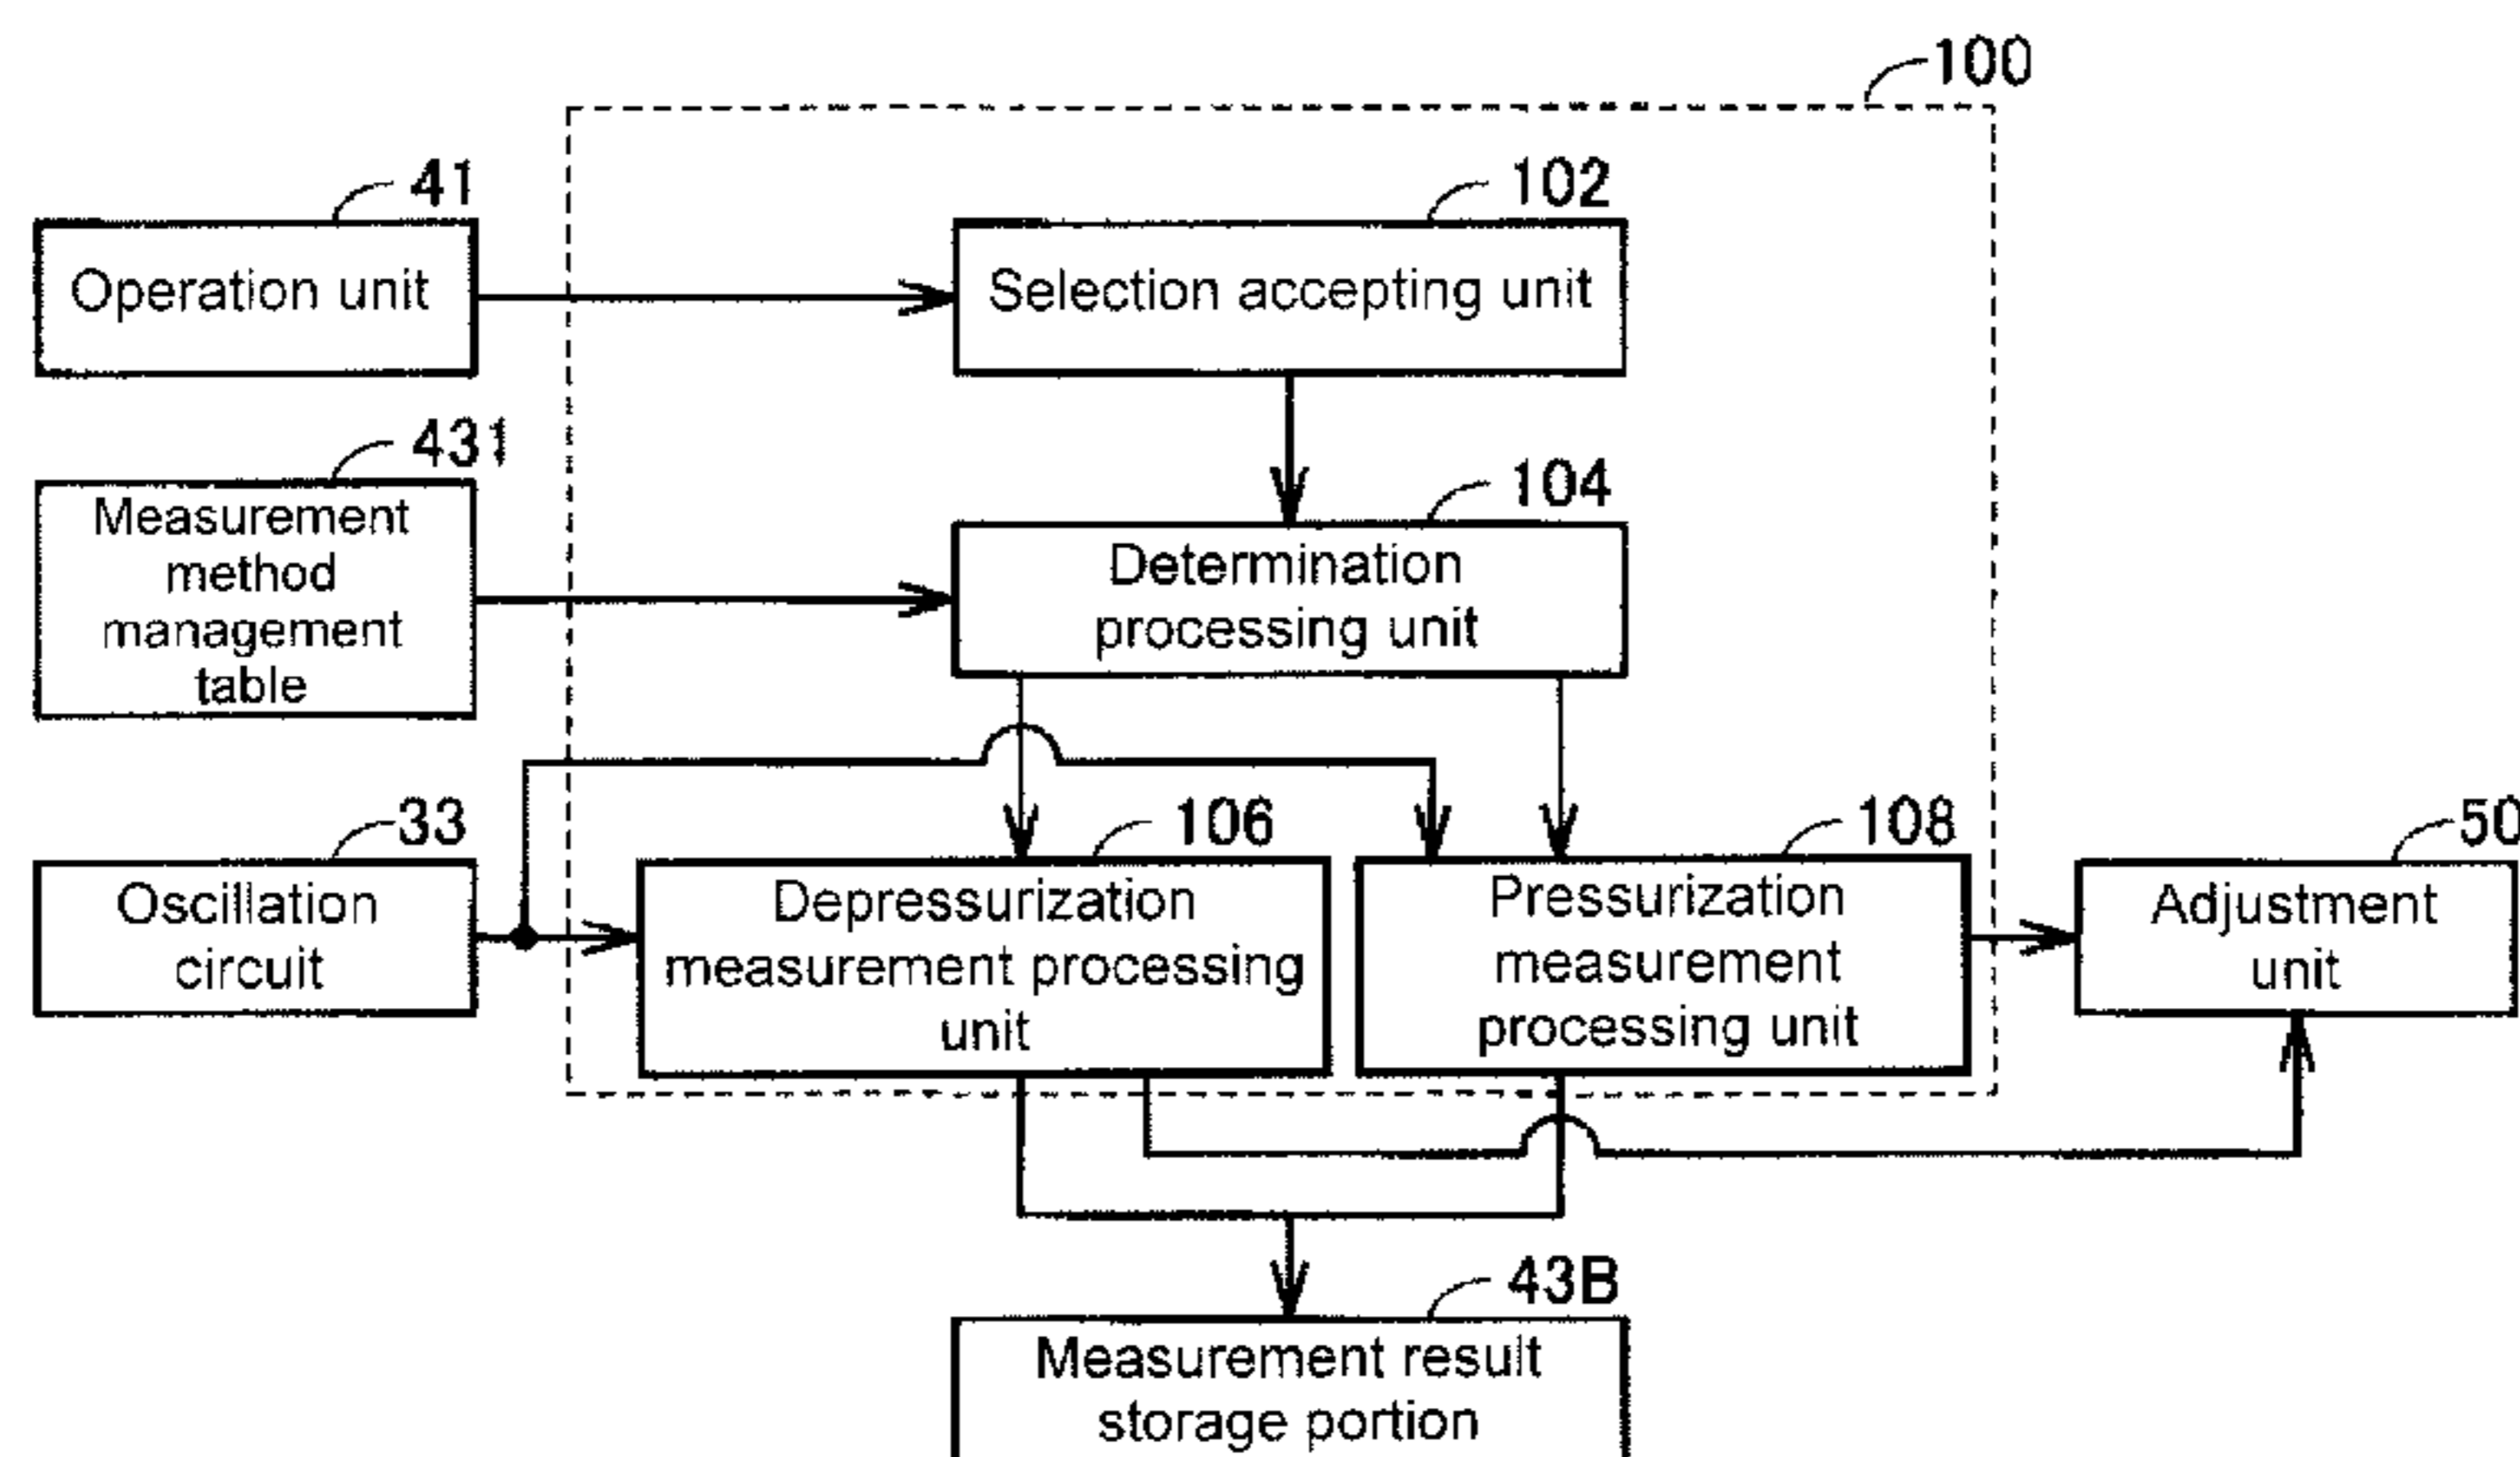 100
41
102
Operation unit
Selection accepting unit
431
104
Measurement
method
management
table
Determination
processing unit
33
106
108
50
Oscillation
circuit
Depressurization
measurement processing
unit
Pressurization
measurement
processing unit
Adjustment
unit
43B
Measurement result
storage portion